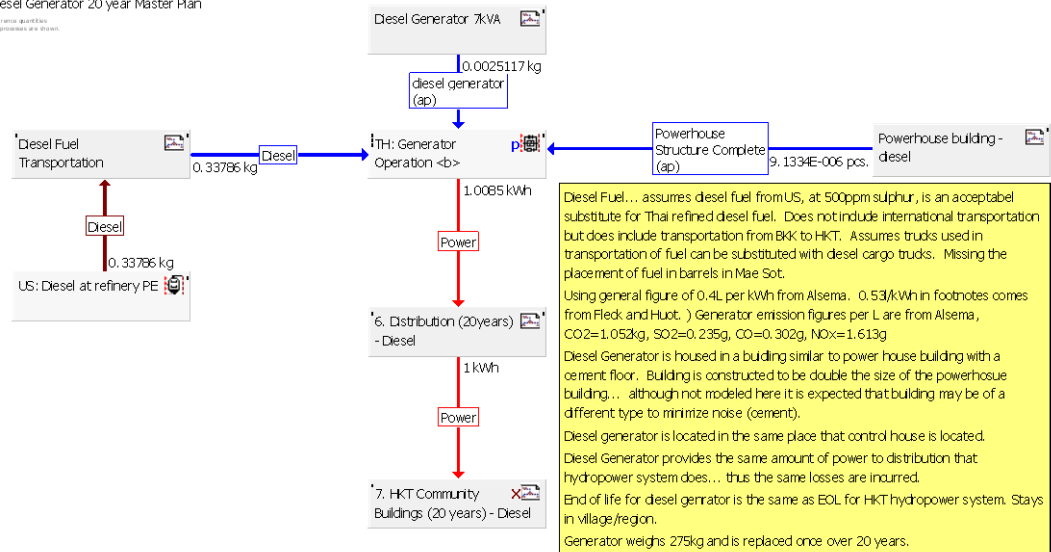 esel Generator 20 year Master Plan
rence quantities
processes are shown.
Diesel Generator 7kVA
0.0025117 kg
diesel generator
(ap)
Diesel Fuel
Transportation
Diesel
0.33786 kg
TH: Generator
Operation <b>
p
Powerhouse
Structure Complete
(ap)
9.1334E-006 pcs.
Powerhouse building -
diesel
1.0085 kWh
Diesel
0.33786 kg
US: Diesel at refinery PE
Power
6. Distribution (20years)
- Diesel
1 kWh
Power
7. HKT Community
Buildings (20 years) - Diesel
X
Diesel Fuel... assumes diesel fuel from US, at 500ppm sulphur, is an acceptabel
substitute for Thai refined diesel fuel. Does not include international transportation
but does include transportation from BKK to HKT. Assumes trucks used in
transportation of fuel can be substituted with diesel cargo trucks. Missing the
placement of fuel in barrels in Mae Sot.
Using general figure of 0.4L per kWh from Alsema. 0.53l/kWh in footnotes comes
from Fleck and Huot. ) Generator emission figures per L are from Alsema,
CO2=1.052kg, SO2=0.235g, CO=0.302g, NOx=1.613g
Diesel Generator is housed in a buidling similar to power house building with a
cement floor. Building is constructed to be double the size of the powerhosue
building... although not modeled here it is expected that building may be of a
different type to minimize noise (cement).
Diesel generator is located in the same place that control house is located.
Diesel Generator provides the same amount of power to distribution that
hydropower system does... thus the same losses are incurred.
End of life for diesel genrator is the same as EOL for HKT hydropower system. Stays
in village/region.
Generator weighs 275kg and is replaced once over 20 years.